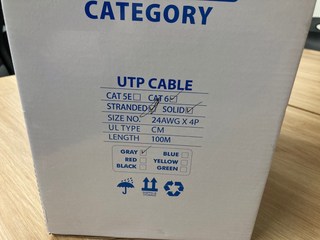 CATEGORY
UTP CABLE
CAT 5E☐ CAT 6☑
STRANDED☑ SOLID☑
SIZE NO. 24AWG X 4P
UL TYPE CM
LENGTH 100M
GRAY ☑ BLUE ☐
RED ☐ YELLOW ☐
BLACK ☐ GREEN ☐